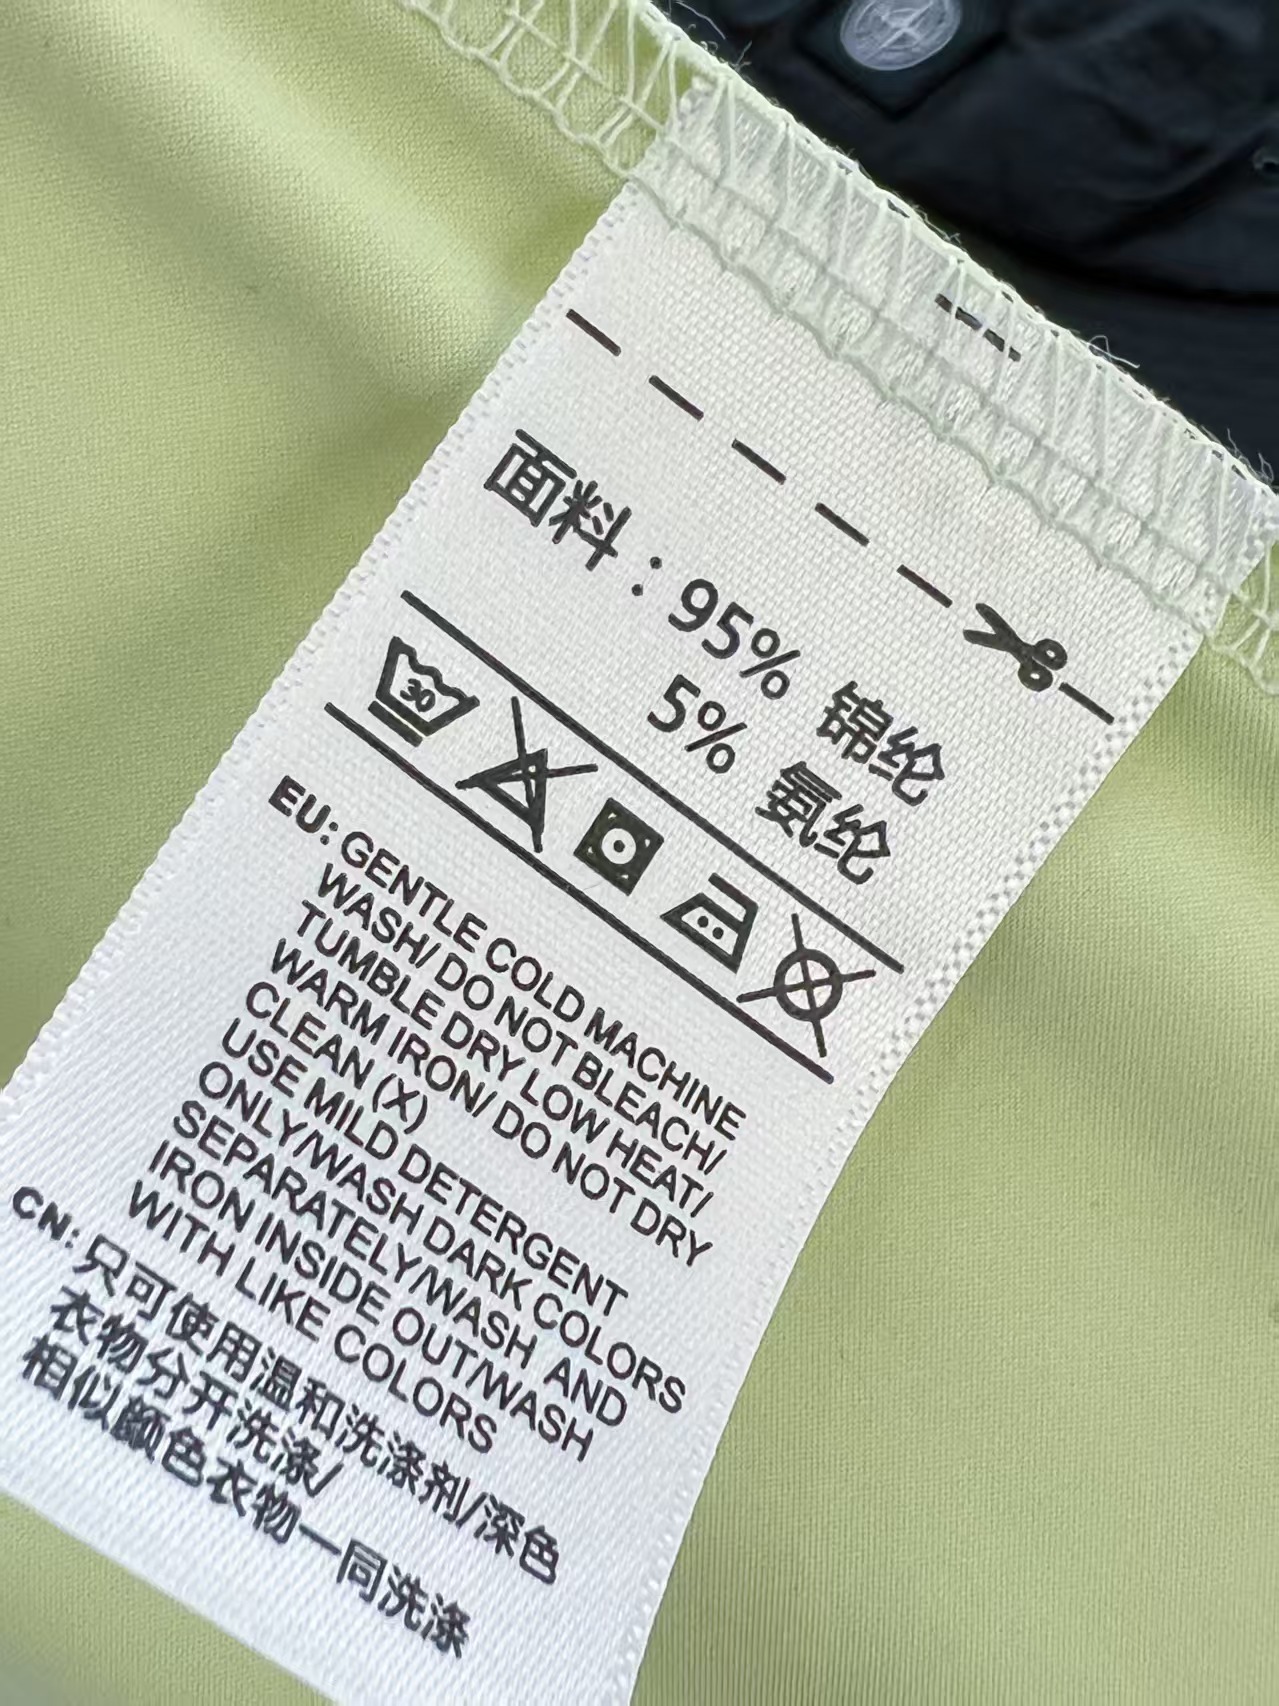 面料：95% 锦纶
5% 氨纶
30
EU: GENTLE COLD MACHINE
WASH/ DO NOT BLEACH/
TUMBLE DRY LOW HEAT/
WARM IRON/ DO NOT DRY
CLEAN (X)
USE MILD DETERGENT
ONLY/WASH DARK COLORS
SEPARATELY/WASH AND
IRON INSIDE OUT/WASH
WITH LIKE COLORS
CN: 只可使用温和洗涤剂/深色
衣物分开洗涤/
相似颜色衣物一同洗涤